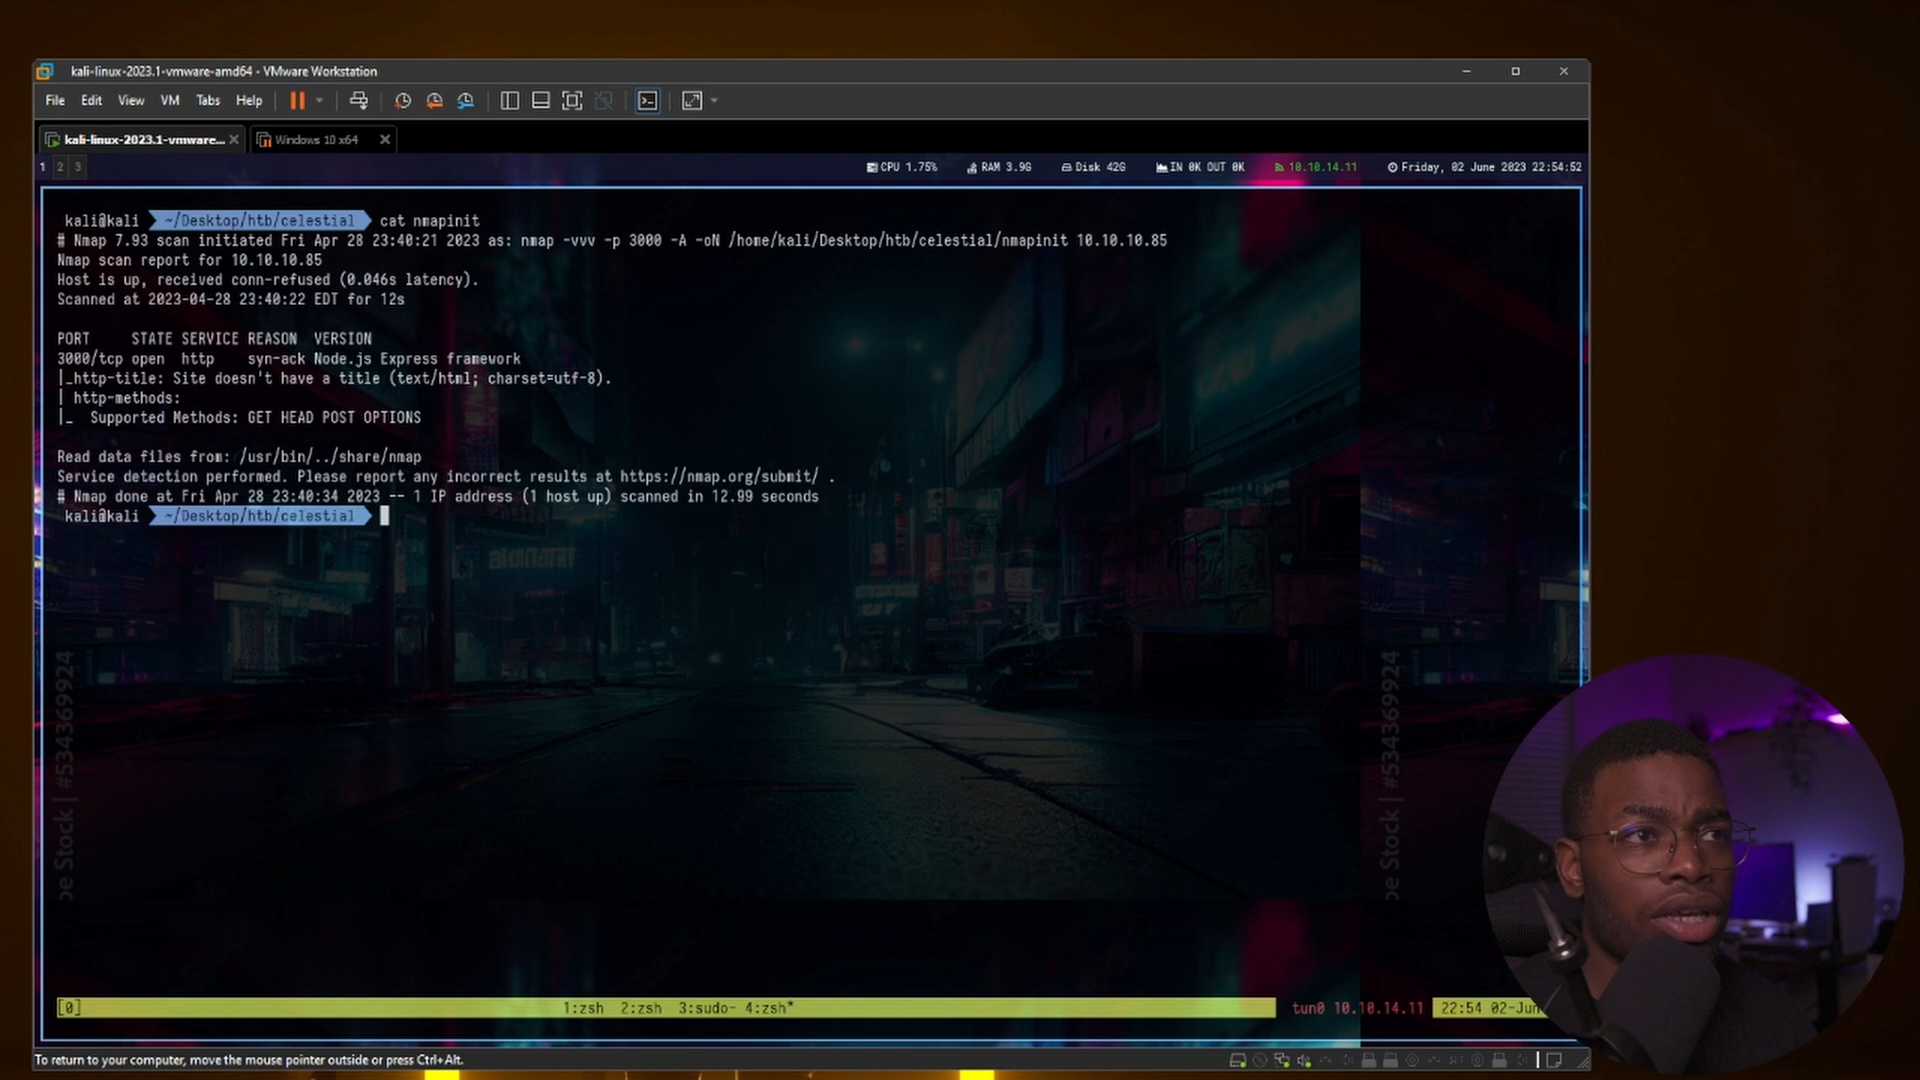 kali-linux-2023.1-vmware-amd64 - VMware Workstation
File Edit View VM Tabs Help
kali-linux-2023.1-vmware... Windows 10 x64
1 2 3 CPU 1.75% RAM 3.9G Disk 42G IN 0K OUT 0K 10.10.14.11 Friday, 02 June 2023 22:54:52
kali@kali ~/Desktop/htb/celestial cat nmapinit
# Nmap 7.93 scan initiated Fri Apr 28 23:40:21 2023 as: nmap -vvv -p 3000 -A -oN /home/kali/Desktop/htb/celestial/nmapinit 10.10.10.85
Nmap scan report for 10.10.10.85
Host is up, received conn-refused (0.046s latency).
Scanned at 2023-04-28 23:40:22 EDT for 12s
PORT STATE SERVICE REASON VERSION
3000/tcp open http syn-ack Node.js Express framework
|_http-title: Site doesn't have a title (text/html; charset=utf-8).
| http-methods:
|_ Supported Methods: GET HEAD POST OPTIONS
Read data files from: /usr/bin/../share/nmap
Service detection performed. Please report any incorrect results at https://nmap.org/submit/ .
# Nmap done at Fri Apr 28 23:40:34 2023 -- 1 IP address (1 host up) scanned in 12.99 seconds
kali@kali ~/Desktop/htb/celestial
be Stock | #534369924
be Stock | #534369924
[0] 1:zsh 2:zsh 3:sudo- 4:zsh* tun0 10.10.14.11 22:54 02-Jun
To return to your computer, move the mouse pointer outside or press Ctrl+Alt.